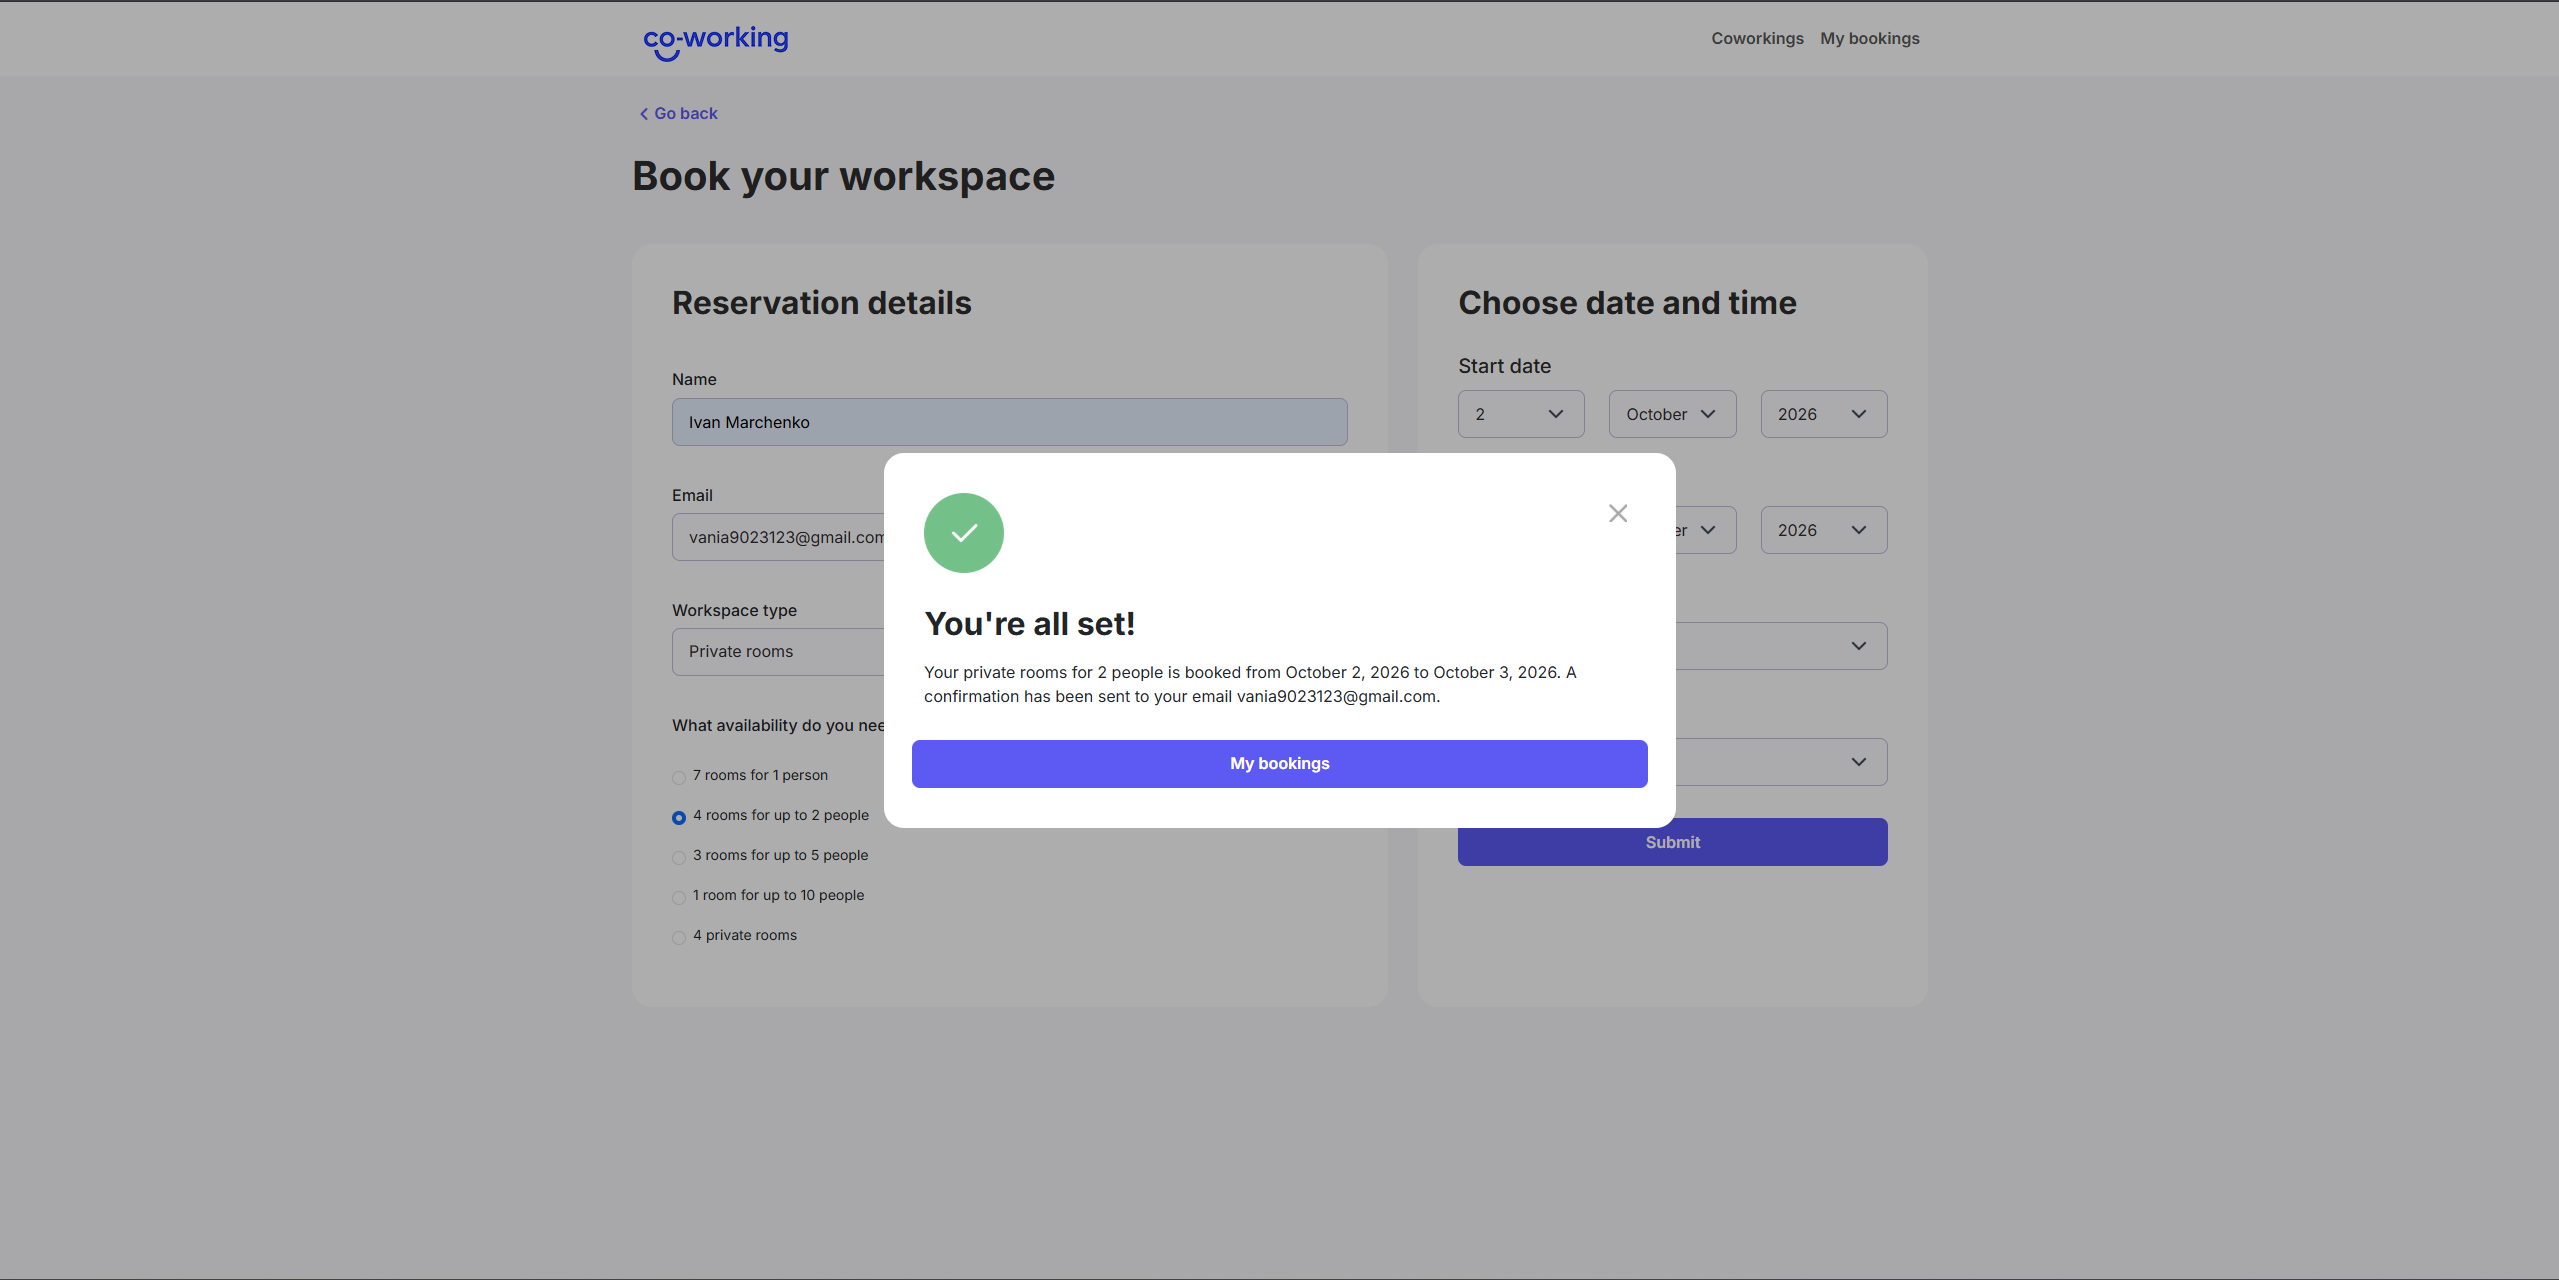 co-working
Coworkings My bookings
Go back
Book your workspace
Reservation details
Name
Ivan Marchenko
Email
vania9023123@gmail.com
Workspace type
Private rooms
What availability do you nee
7 rooms for 1 person
4 rooms for up to 2 people
3 rooms for up to 5 people
1 room for up to 10 people
4 private rooms
Choose date and time
Start date
2 October 2026
er 2026
Submit
You're all set!
Your private rooms for 2 people is booked from October 2, 2026 to October 3, 2026. A
confirmation has been sent to your email vania9023123@gmail.com.
My bookings